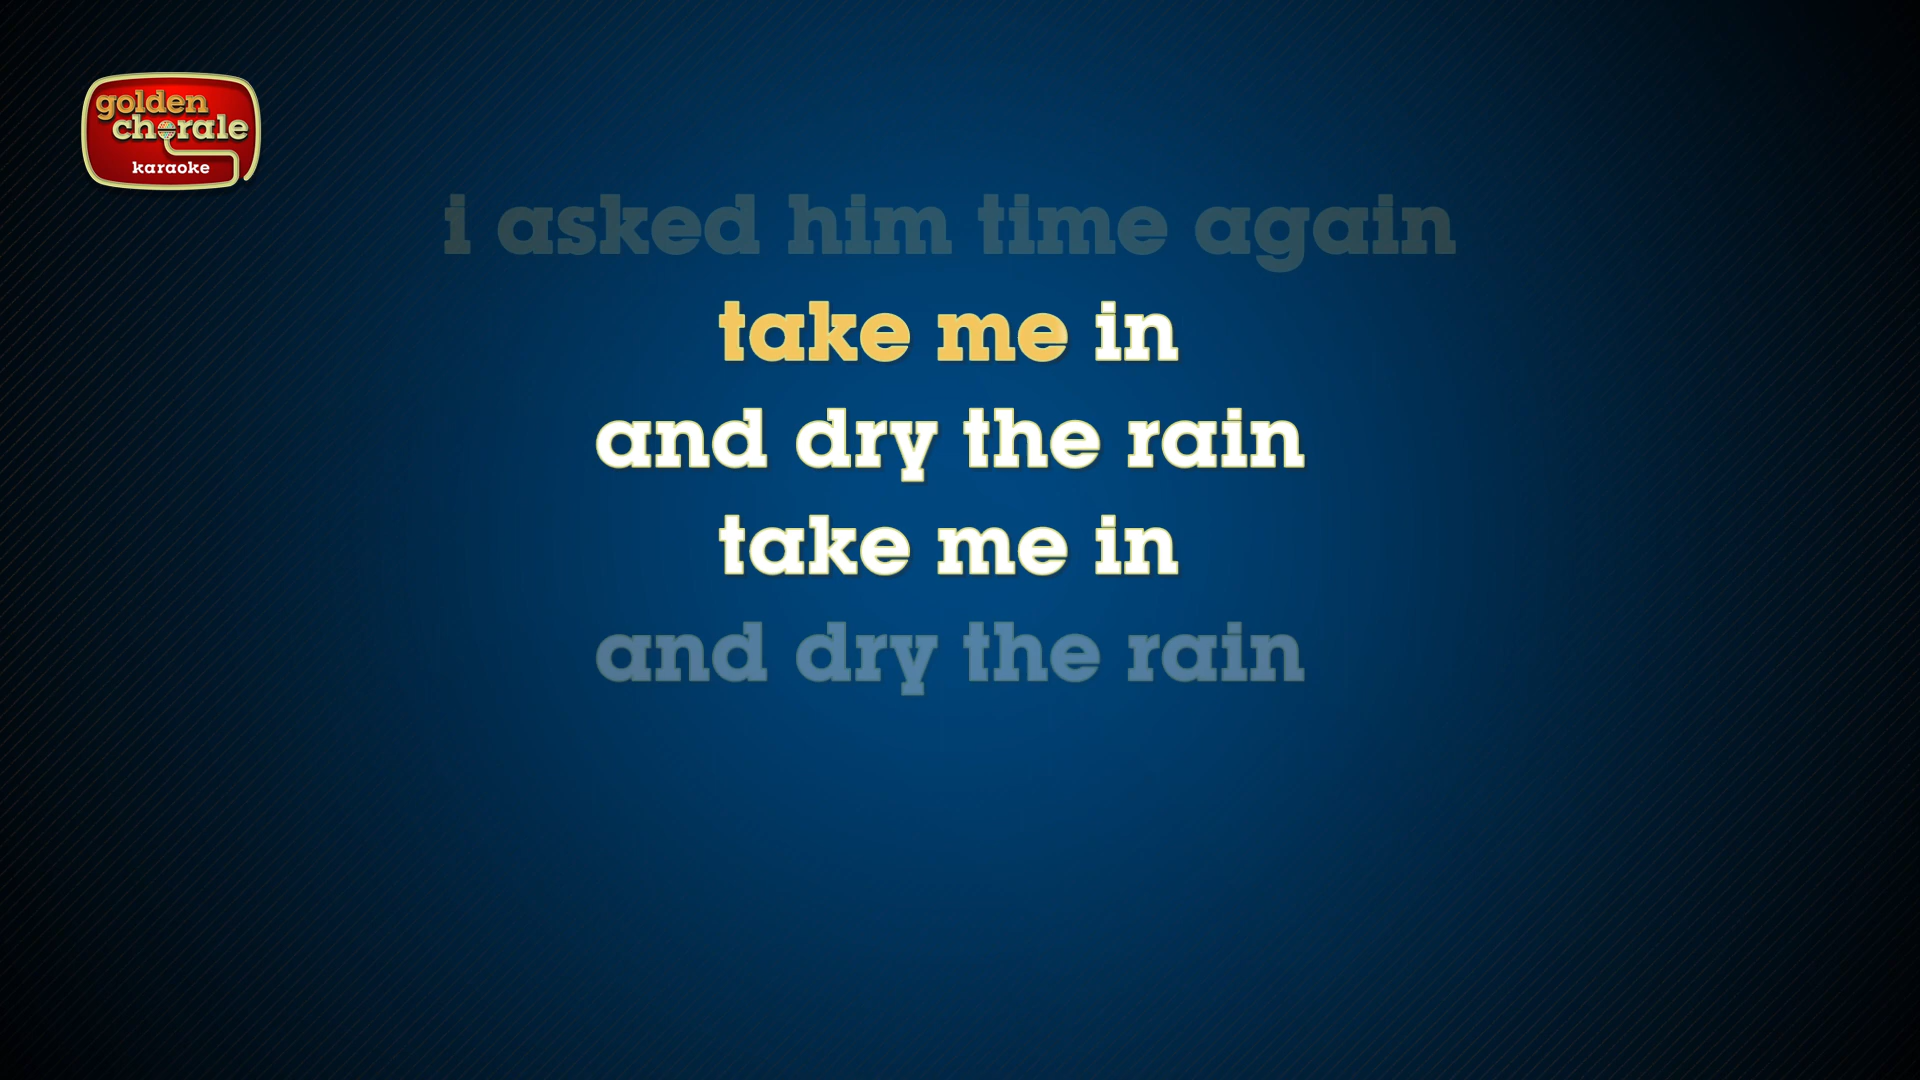 golden
chorale
karaoke
i asked him time again
take me in
and dry the rain
take me in
and dry the rain